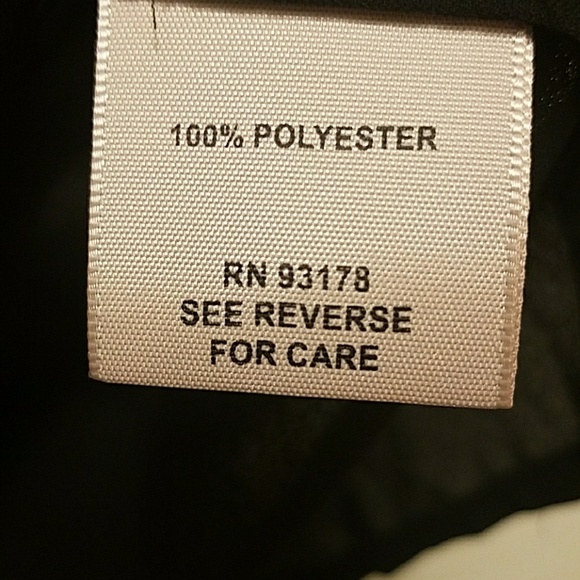 100% POLYESTER
RN 93178
SEE REVERSE
FOR CARE